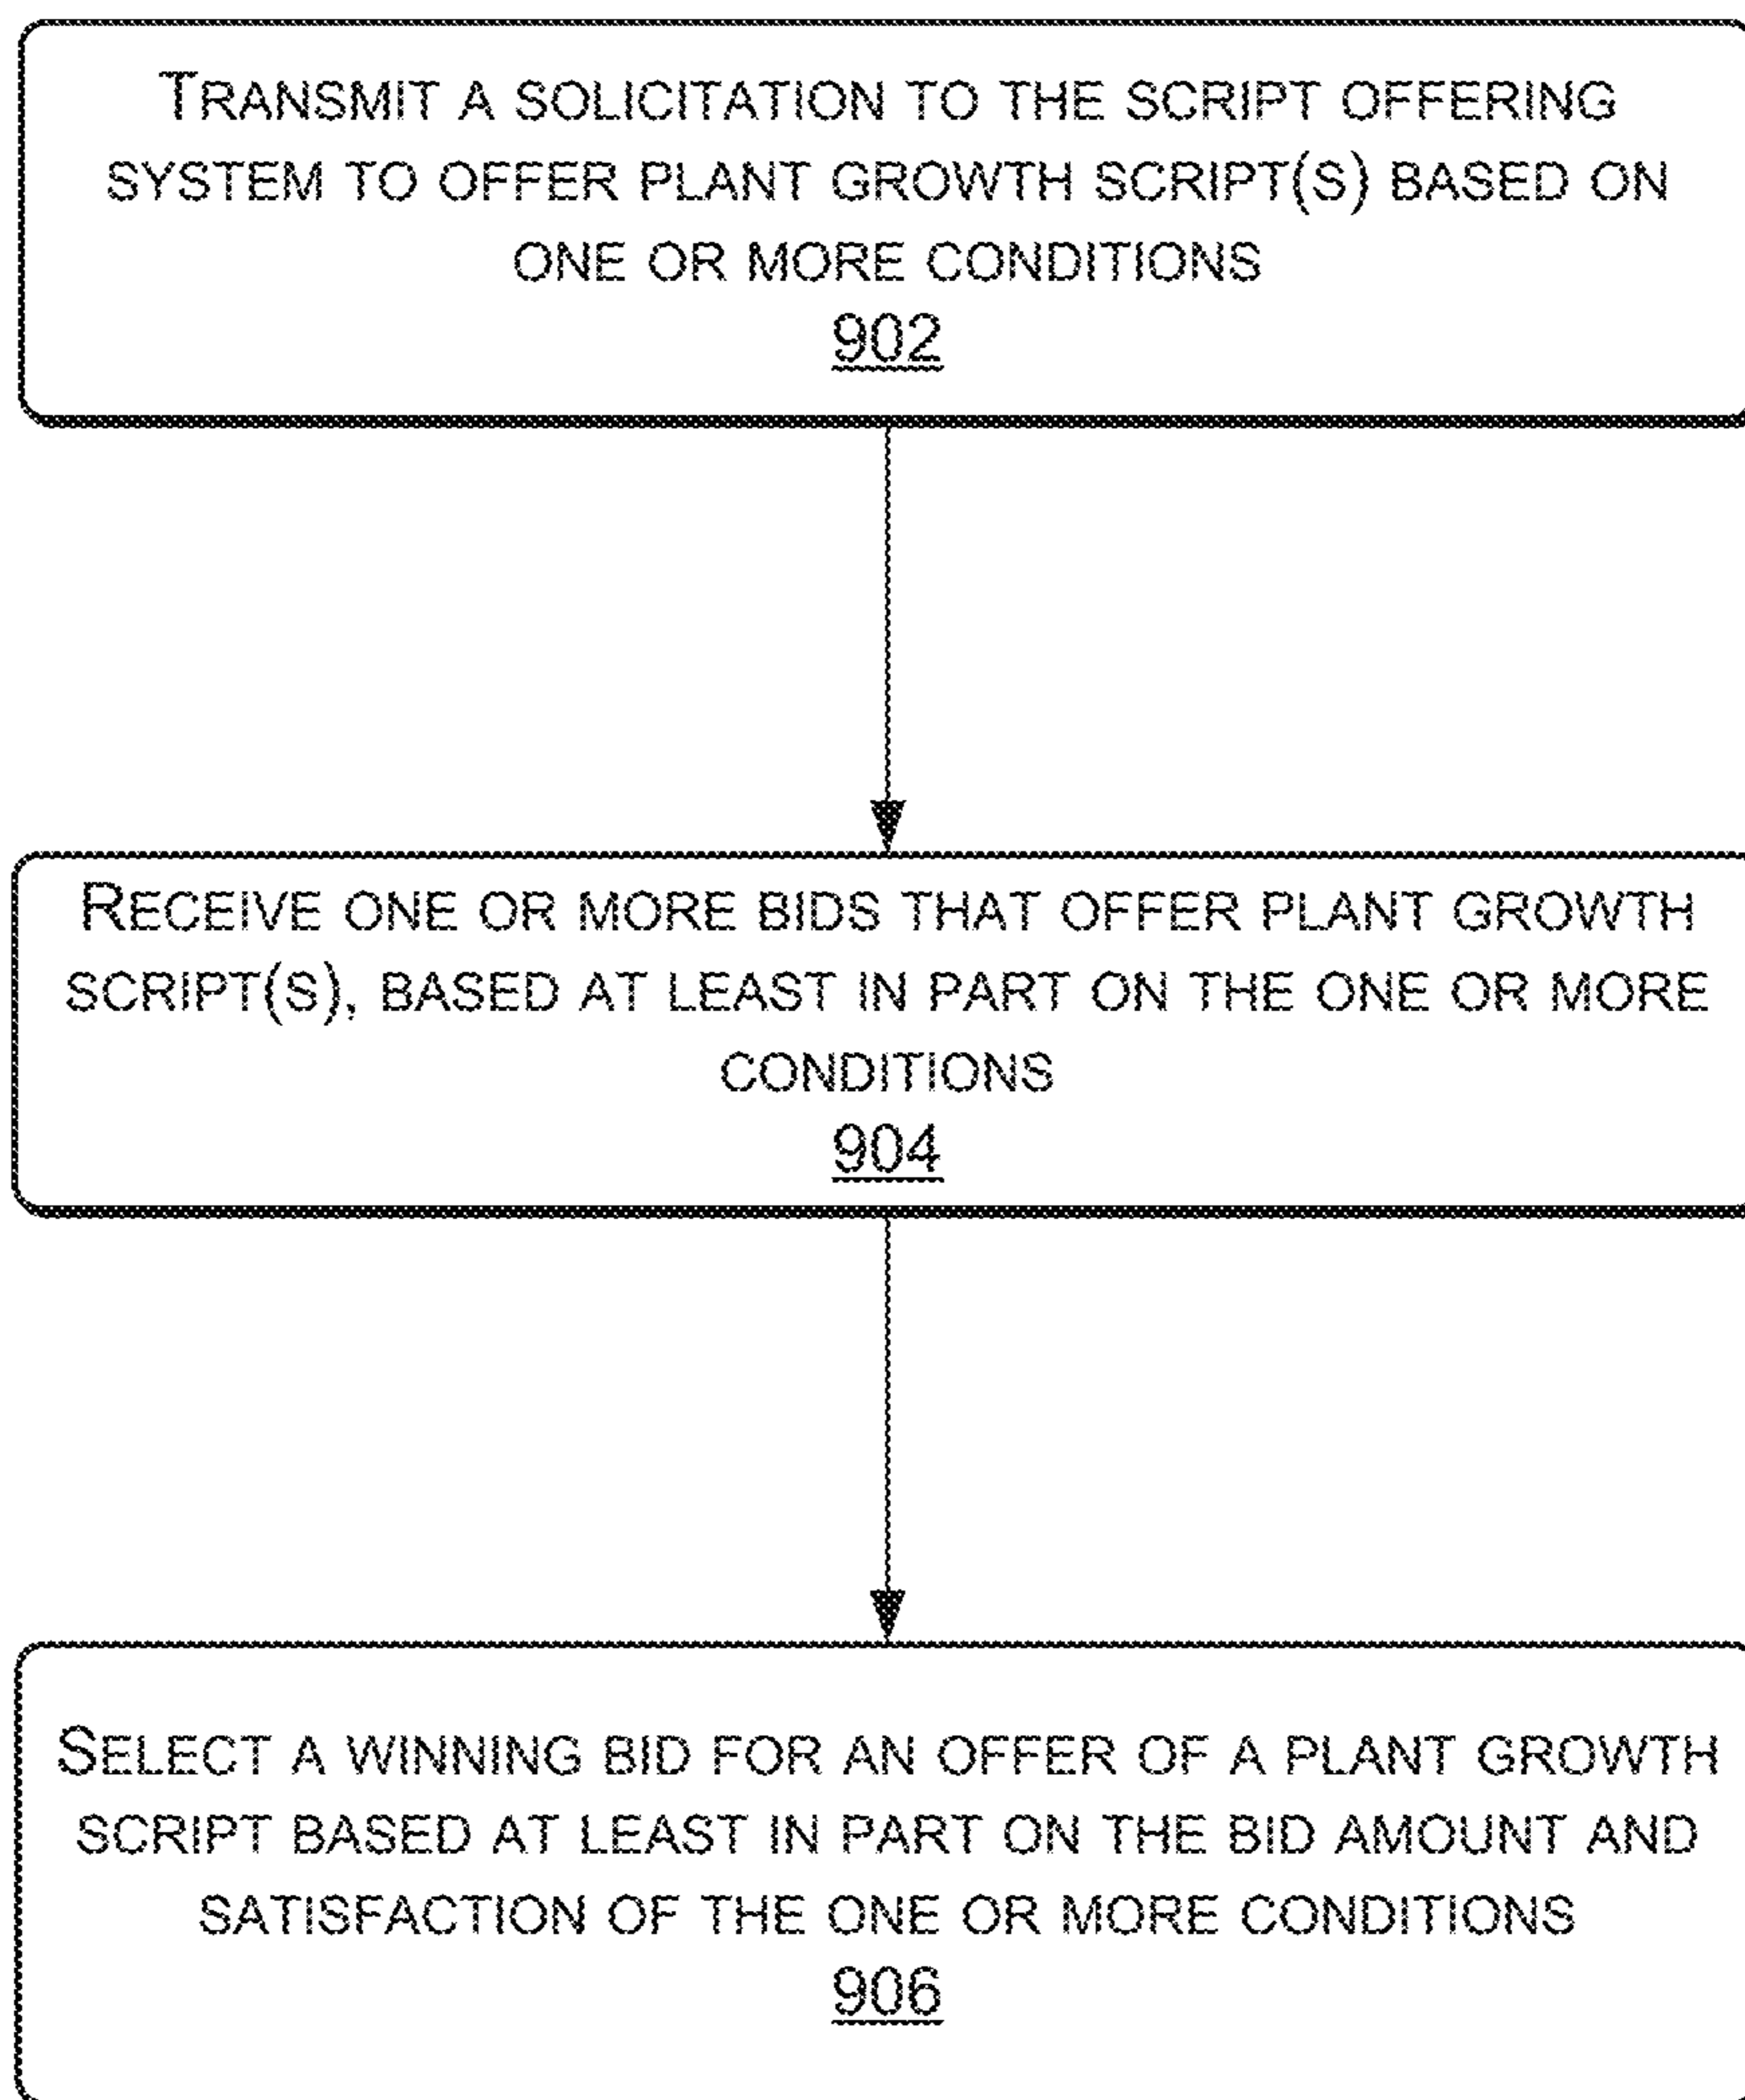 TRANSMIT A SOLICITATION TO THE SCRIPT OFFERING
SYSTEM TO OFFER PLANT GROWTH SCRIPT(S) BASED ON
ONE OR MORE CONDITIONS
902
RECEIVE ONE OR MORE BIDS THAT OFFER PLANT GROWTH
SCRIPT(S), BASED AT LEAST IN PART ON THE ONE OR MORE
CONDITIONS
904
SELECT A WINNING BID FOR AN OFFER OF A PLANT GROWTH
SCRIPT BASED AT LEAST IN PART ON THE BID AMOUNT AND
SATISFACTION OF THE ONE OR MORE CONDITIONS
906